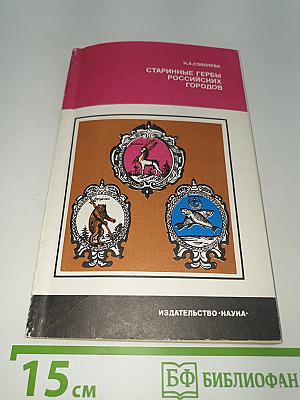 Н.А.СОБОЛЕВА
СТАРИННЫЕ ГЕРБЫ
РОССИЙСКИХ
ГОРОДОВ
ИЗДАТЕЛЬСТВО ·НАУКА·
15 см
БФ БИБЛИОФАН